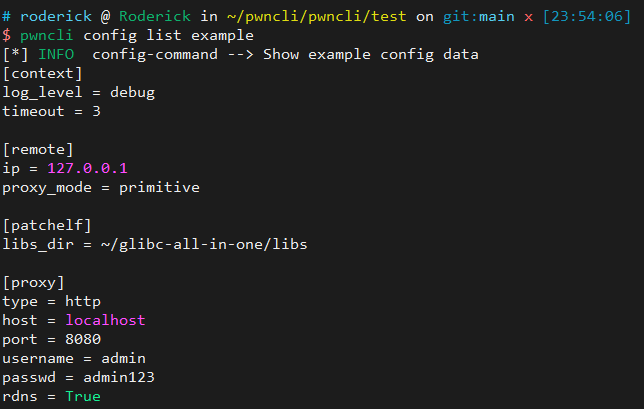 # roderick @ Roderick in ~/pwncli/pwncli/test on git:main x [23:54:06]
$ pwncli config list example
[*] INFO  config-command --> Show example config data
[context]
log_level = debug
timeout = 3

[remote]
ip = 127.0.0.1
proxy_mode = primitive

[patchelf]
libs_dir = ~/glibc-all-in-one/libs

[proxy]
type = http
host = localhost
port = 8080
username = admin
passwd = admin123
rdns = True